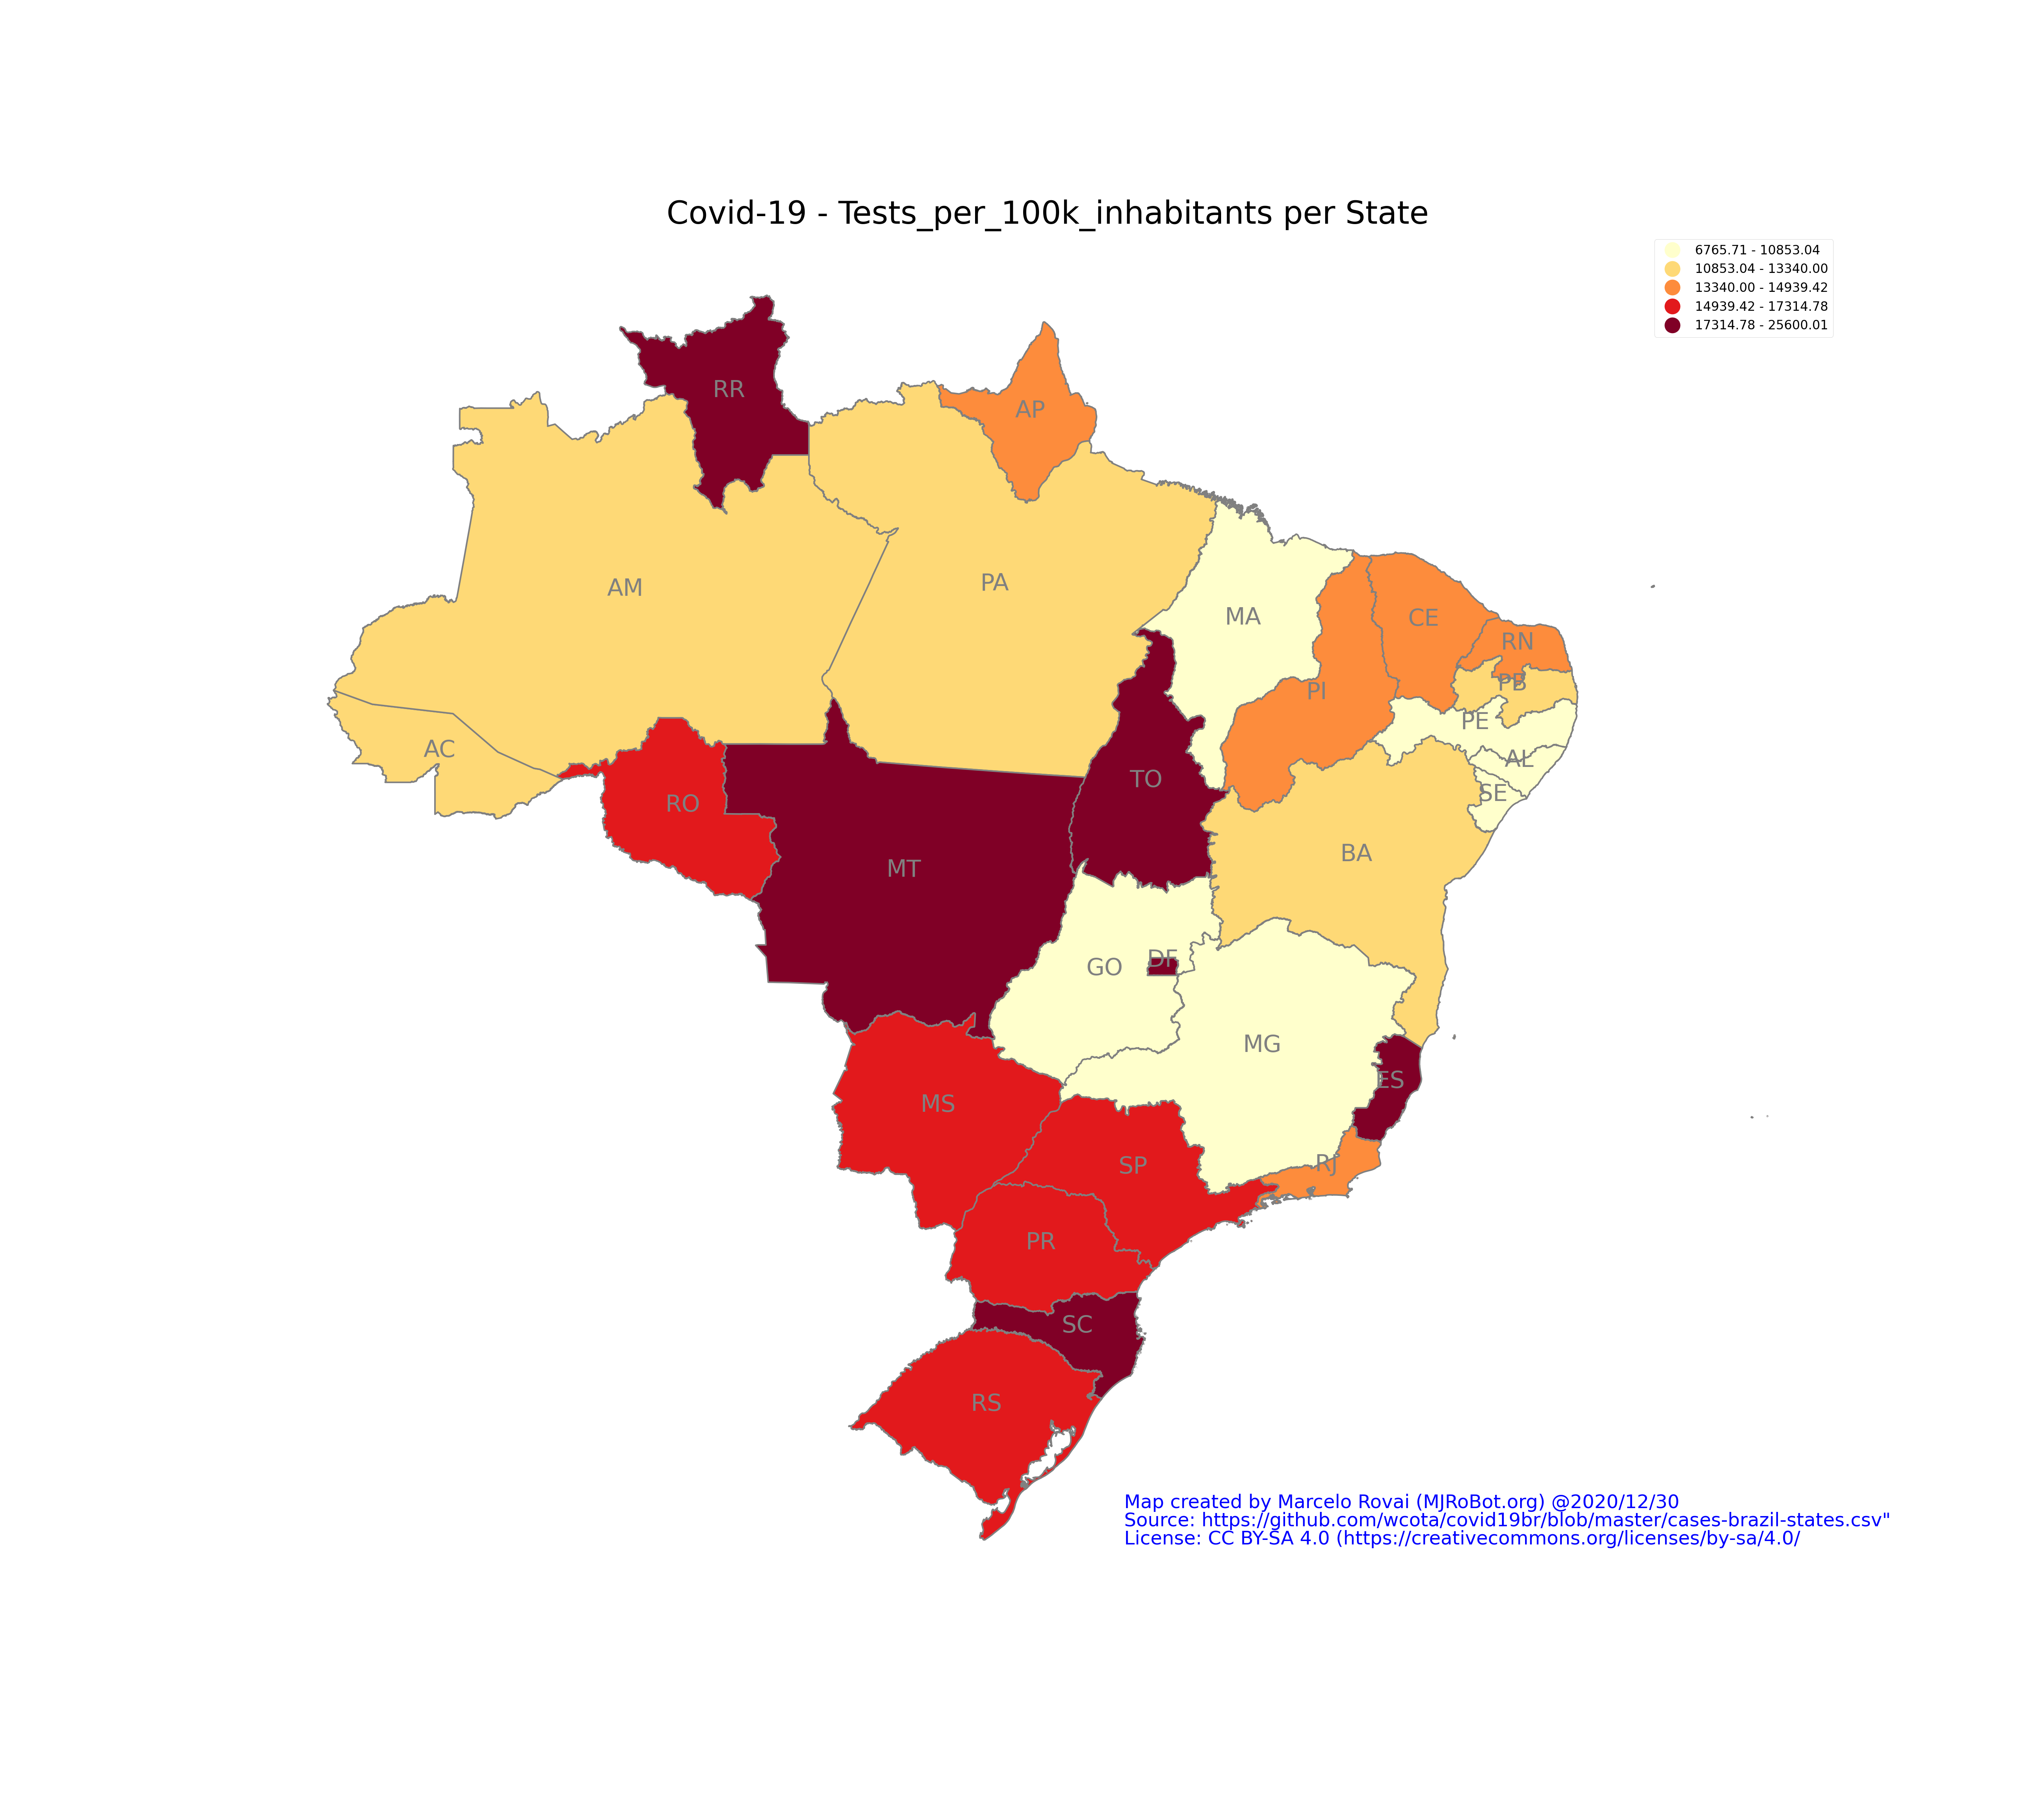 Covid-19 - Tests_per_100k_inhabitants per State
6765.71 - 10853.04
10853.04 - 13340.00
13340.00 - 14939.42
14939.42 - 17314.78
17314.78 - 25600.01
RR
AP
AM
PA
MA
CE
RN
PB
PI
PE
AC
AL
TO
SE
RO
BA
MT
DF
GO
MG
ES
MS
RJ
SP
PR
SC
RS
Map created by Marcelo Rovai (MJRoBot.org) @2020/12/30
Source: https://github.com/wcota/covid19br/blob/master/cases-brazil-states.csv"
License: CC BY-SA 4.0 (https://creativecommons.org/licenses/by-sa/4.0/